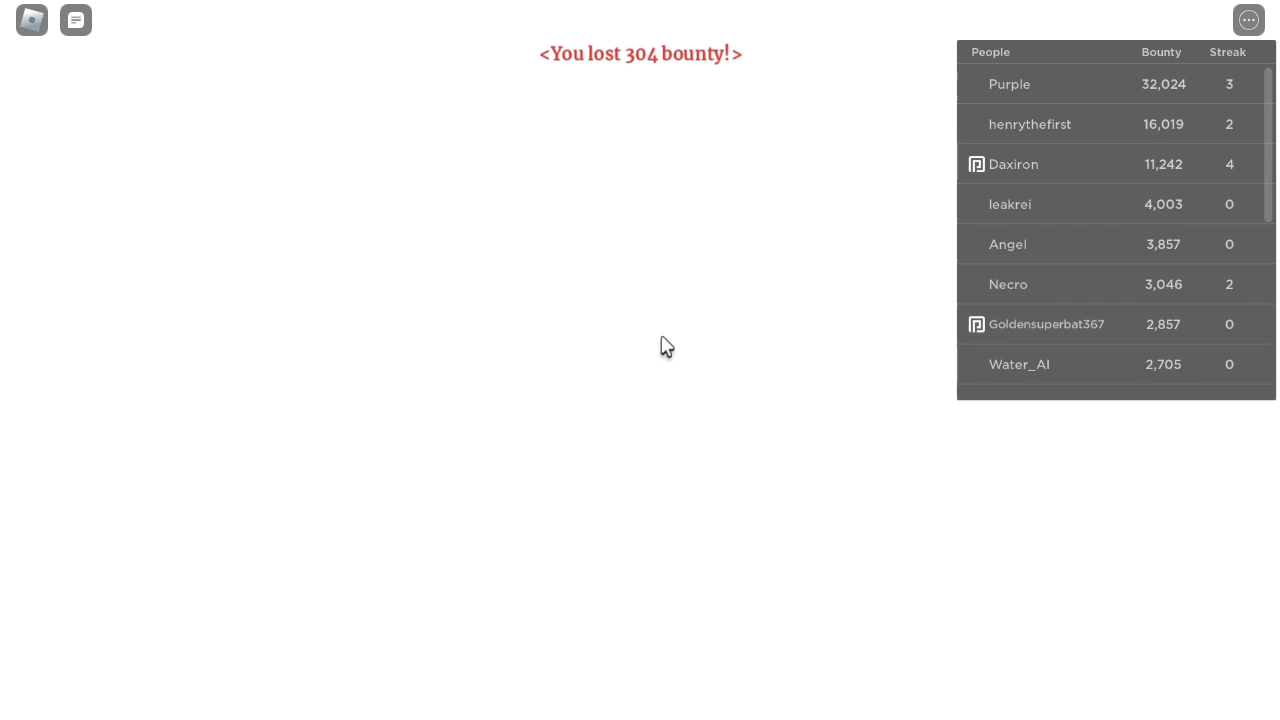 <You lost 304 bounty!>
People Bounty Streak
Purple 32,024 3
henrythefirst 16,019 2
Daxiron 11,242 4
leakrei 4,003 0
Angel 3,857 0
Necro 3,046 2
Goldensuperbat367 2,857 0
Water_AI 2,705 0